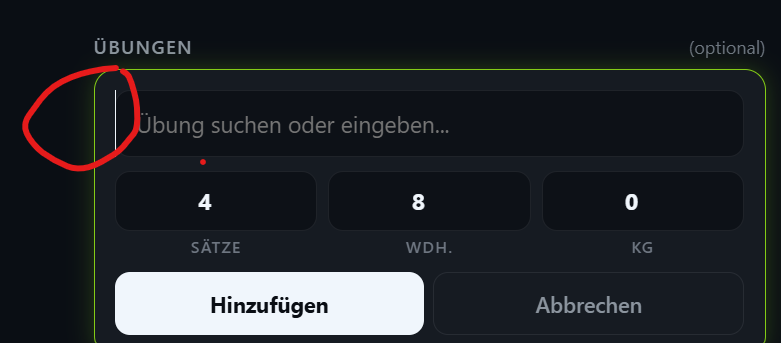 ÜBUNGEN (optional)
Übung suchen oder eingeben...
4 8 0
SÄTZE WDH. KG
Hinzufügen Abbrechen